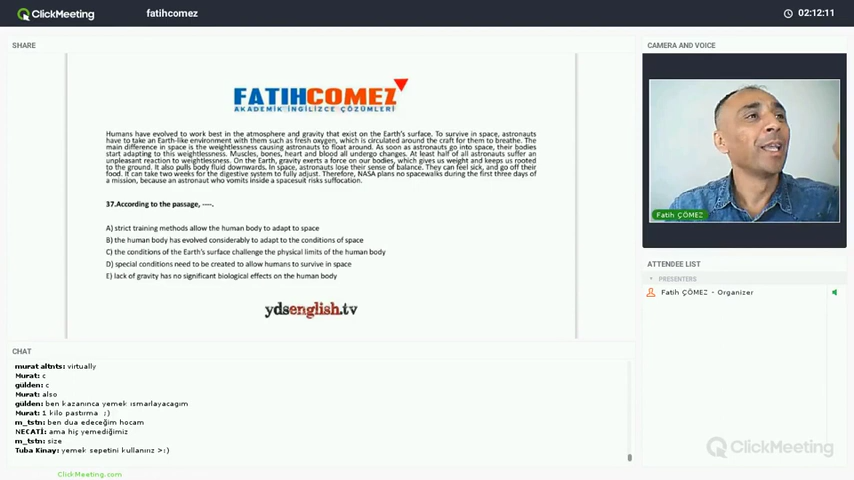 ClickMeeting
fatihcomez
02:12:11
SHARE
CAMERA AND VOICE
FATIHCOMEZ
AKADEMİK İNGİLİZCE ÇÖZÜMLERİ
Humans have evolved to work best in the atmosphere and gravity that exist on the Earth's surface. To survive in space, astronauts
have to take an Earth-like environment with them such as fresh oxygen, which is circulated around the craft for them to breathe. The
main difference in space is the weightlessness causing astronauts to float around. As soon as astronauts go into space, their bodies
start adapting to this weightlessness. Muscles, bones, heart and blood all undergo changes. At least half of all astronauts suffer an
unpleasant reaction to weightlessness. On the Earth, gravity exerts a force on our bodies, which gives us weight and keeps us rooted
to the ground. It also pulls body fluid downwards. In space, astronauts lose their sense of balance. They can feel sick, and go off their
food. It can take two weeks for the digestive system to fully adjust. Therefore, NASA plans no spacewalks during the first three days of
a mission, because an astronaut who vomits inside a spacesuit risks suffocation.
37.According to the passage, ----.
A) strict training methods allow the human body to adapt to space
B) the human body has evolved considerably to adapt to the conditions of space
C) the conditions of the Earth's surface challenge the physical limits of the human body
D) special conditions need to be created to allow humans to survive in space
E) lack of gravity has no significant biological effects on the human body
ydsenglish.tv
Fatih ÇÖMEZ
ATTENDEE LIST
PRESENTERS
Fatih ÇÖMEZ - Organizer
CHAT
murat altnts: virtually
Murat: c
gülden: c
Murat: also
gülden: ben kazanınca yemek ısmarlayacagım
Murat: 1 kilo pastırma ;)
m_tstn: ben dua edeceğim hocam
NECATİ: ama hiç yemediğimiz
m_tstn: size
Tuba Kinay: yemek sepetini kullanırız >:)
ClickMeeting
ClickMeeting.com